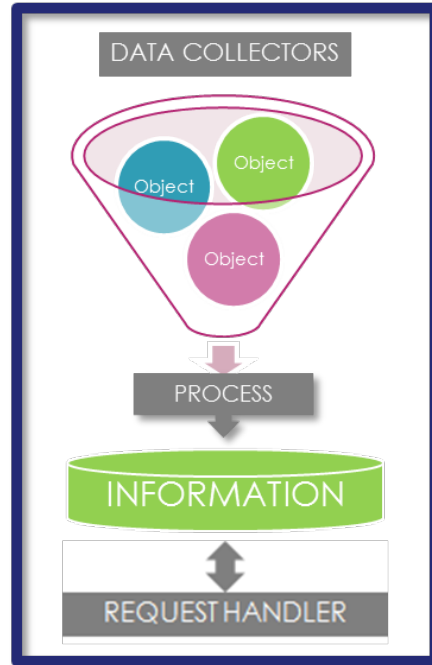 DATA COLLECTORS
Object
Object
Object
PROCESS
INFORMATION
REQUEST HANDLER